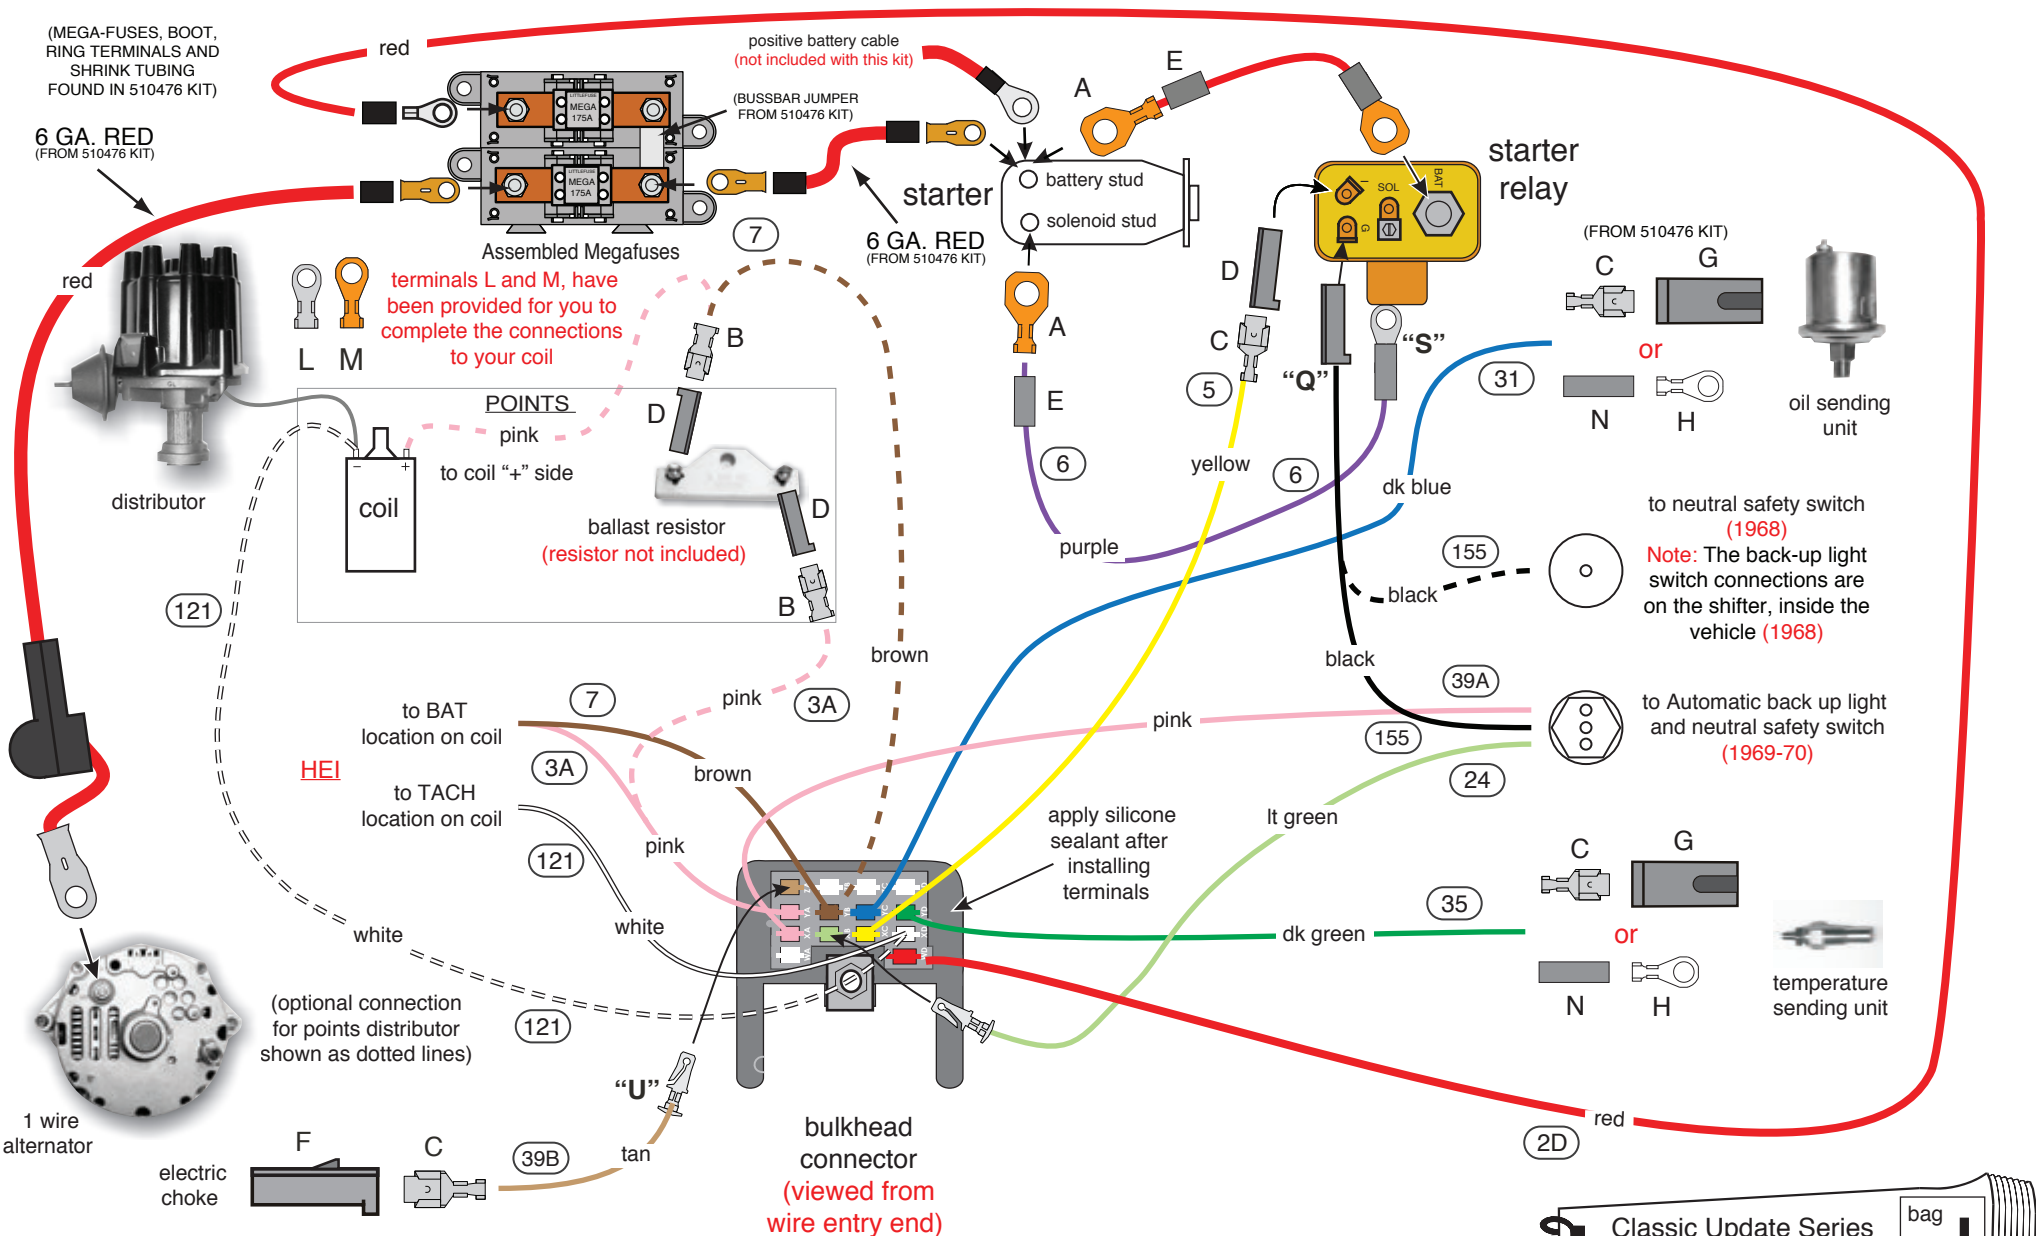 (MEGA-FUSES, BOOT,
RING TERMINALS AND
SHRINK TUBING
FOUND IN 510476 KIT)
red
positive battery cable
(not included with this kit)
E
A
LITTLEFUSE
MEGA
175A
(BUSSBAR JUMPER
FROM 510476 KIT)
6 GA. RED
(FROM 510476 KIT)
LITTLEFUSE
MEGA
175A
starter
battery stud
solenoid stud
starter
relay
I
SOL
BAT
G
Assembled Megafuses
7
6 GA. RED
(FROM 510476 KIT)
D
(FROM 510476 KIT)
C
G
red
L
M
terminals L and M, have
been provided for you to
complete the connections
to your coil
B
A
C
"Q"
"S"
or
31
N
H
oil sending
unit
5
E
D
POINTS
pink
to coil "+" side
-
+
coil
distributor
ballast resistor
(resistor not included)
D
B
6
yellow
6
dk blue
purple
to neutral safety switch
(1968)
Note: The back-up light
switch connections are
on the shifter, inside the
vehicle (1968)
155
black
121
brown
black
39A
7
pink
3A
to BAT
location on coil
pink
155
to Automatic back up light
and neutral safety switch
(1969-70)
HEI
3A
brown
24
to TACH
location on coil
lt green
apply silicone
sealant after
installing
terminals
pink
121
C
G
white
white
35
dk green
or
N
H
temperature
sending unit
(optional connection
for points distributor
shown as dotted lines)
121
1 wire
alternator
"U"
bulkhead
connector
(viewed from
wire entry end)
red
2D
electric
choke
F
C
39B
tan
Classic Update Series
bag